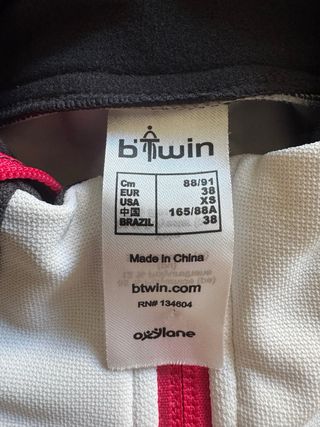 b'Twin
Cm 88/91
EUR 38
USA XS
中国 165/88A
BRAZIL 38
Made in China
btwin.com
RN# 134604
oxylane